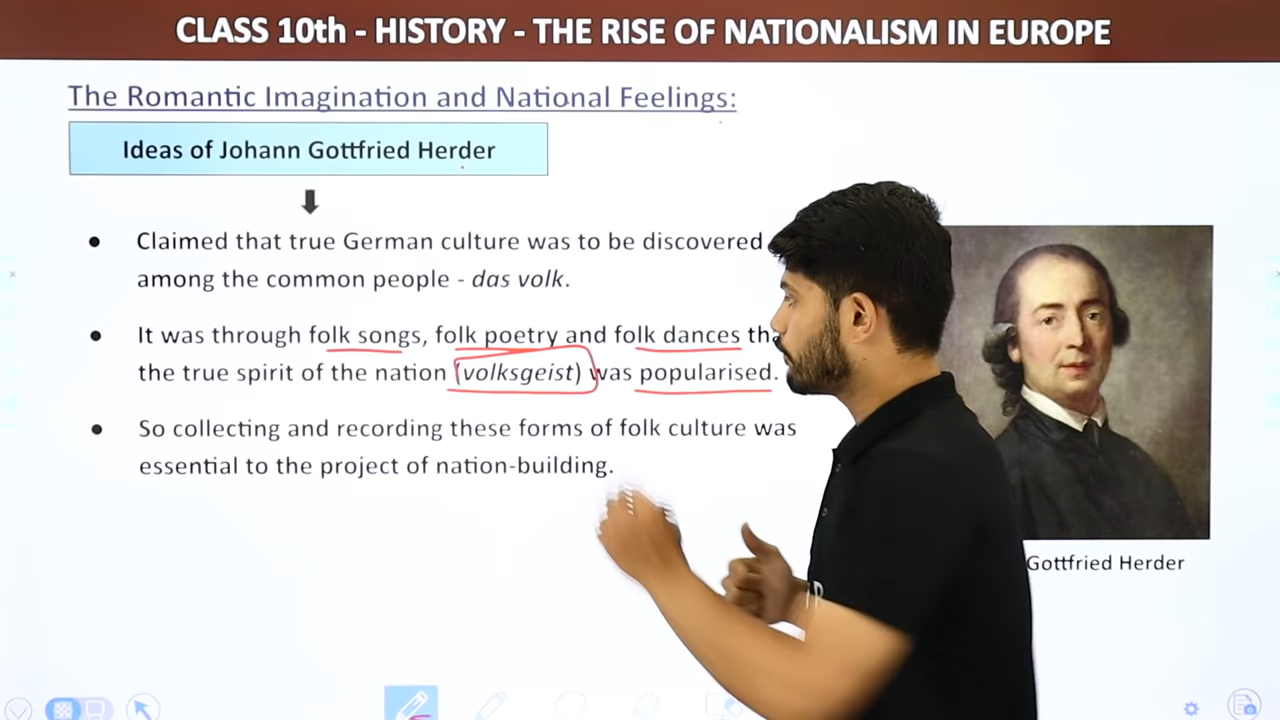 CLASS 10th - HISTORY - THE RISE OF NATIONALISM IN EUROPE
The Romantic Imagination and National Feelings:
Ideas of Johann Gottfried Herder
● Claimed that true German culture was to be discovered
among the common people - das volk.
● It was through folk songs, folk poetry and folk dances
the true spirit of the nation (volksgeist) was popularised.
● So collecting and recording these forms of folk culture was
essential to the project of nation-building.
Gottfried Herder